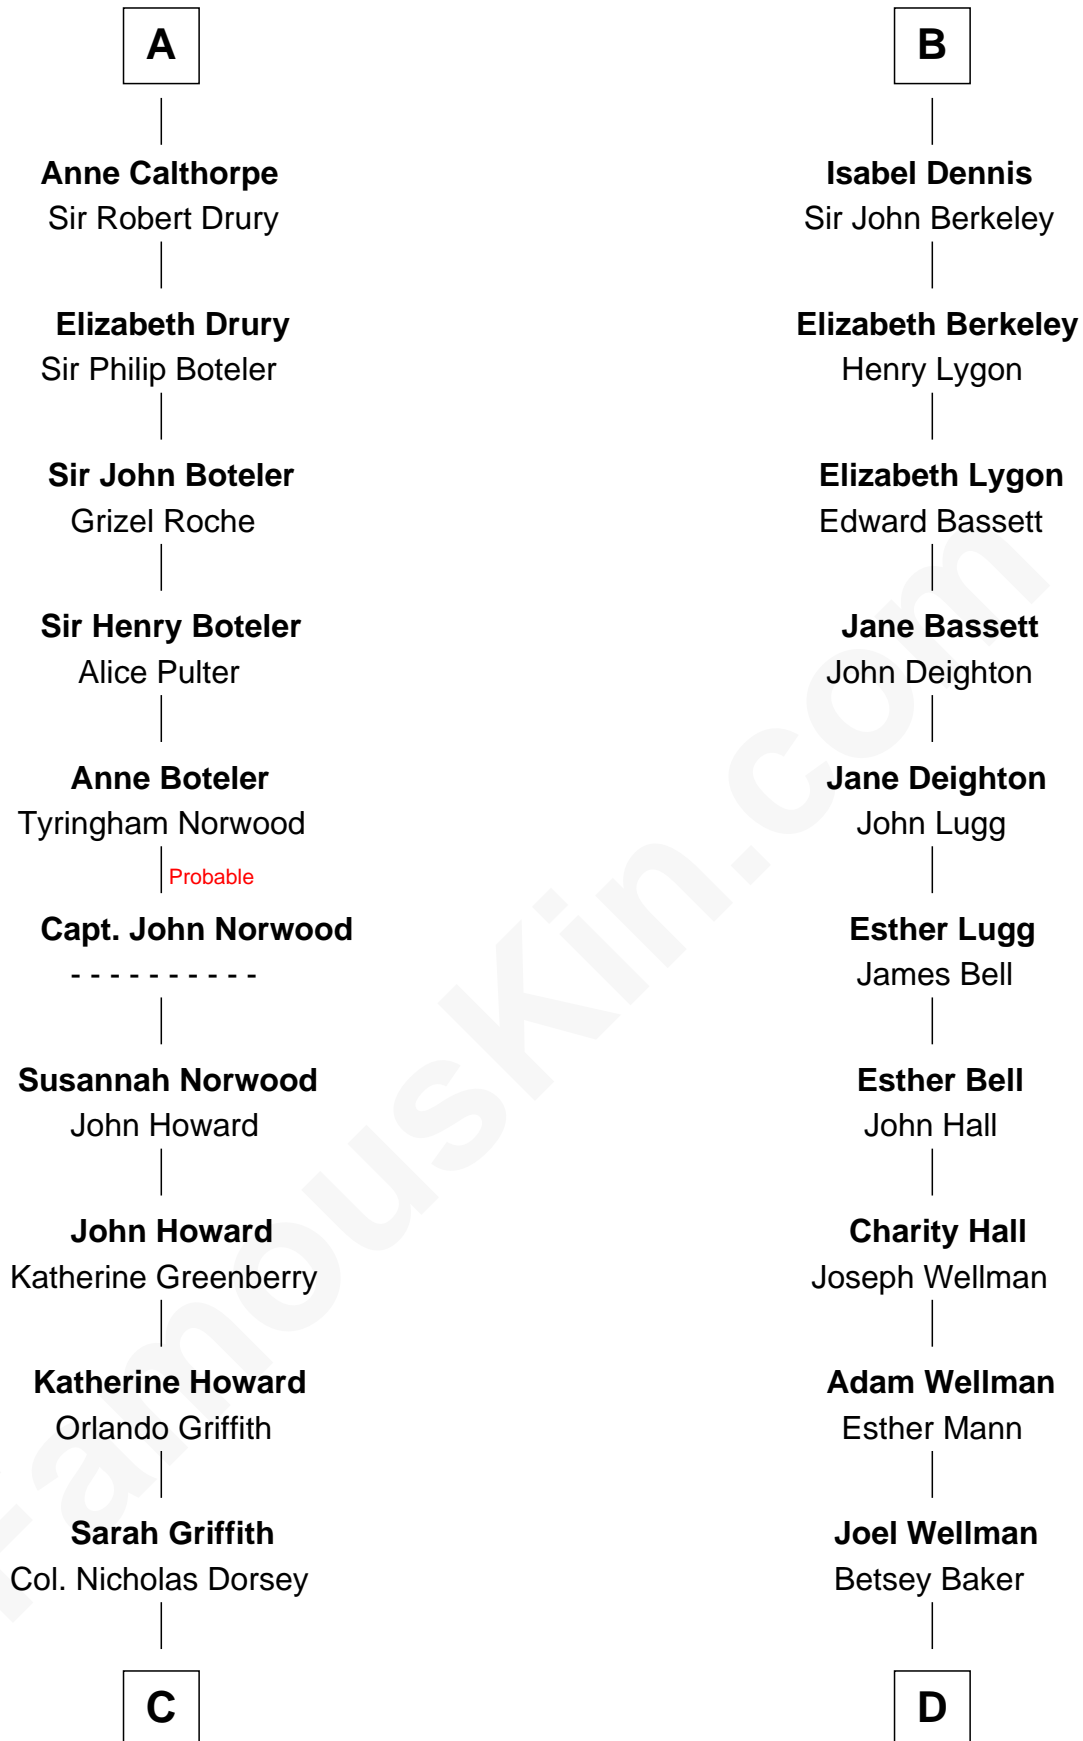 A
Anne Calthorpe
Sir Robert Drury
Elizabeth Drury
Sir Philip Boteler
Sir John Boteler
Grizel Roche
Sir Henry Boteler
Alice Pulter
Anne Boteler
Tyringham Norwood
Probable
Capt. John Norwood
- - - - - - - - - -
Susannah Norwood
John Howard
John Howard
Katherine Greenberry
Katherine Howard
Orlando Griffith
Sarah Griffith
Col. Nicholas Dorsey
C
B
Isabel Dennis
Sir John Berkeley
Elizabeth Berkeley
Henry Lygon
Elizabeth Lygon
Edward Bassett
Jane Bassett
John Deighton
Jane Deighton
John Lugg
Esther Lugg
James Bell
Esther Bell
John Hall
Charity Hall
Joseph Wellman
Adam Wellman
Esther Mann
Joel Wellman
Betsey Baker
D
FamousKin.com